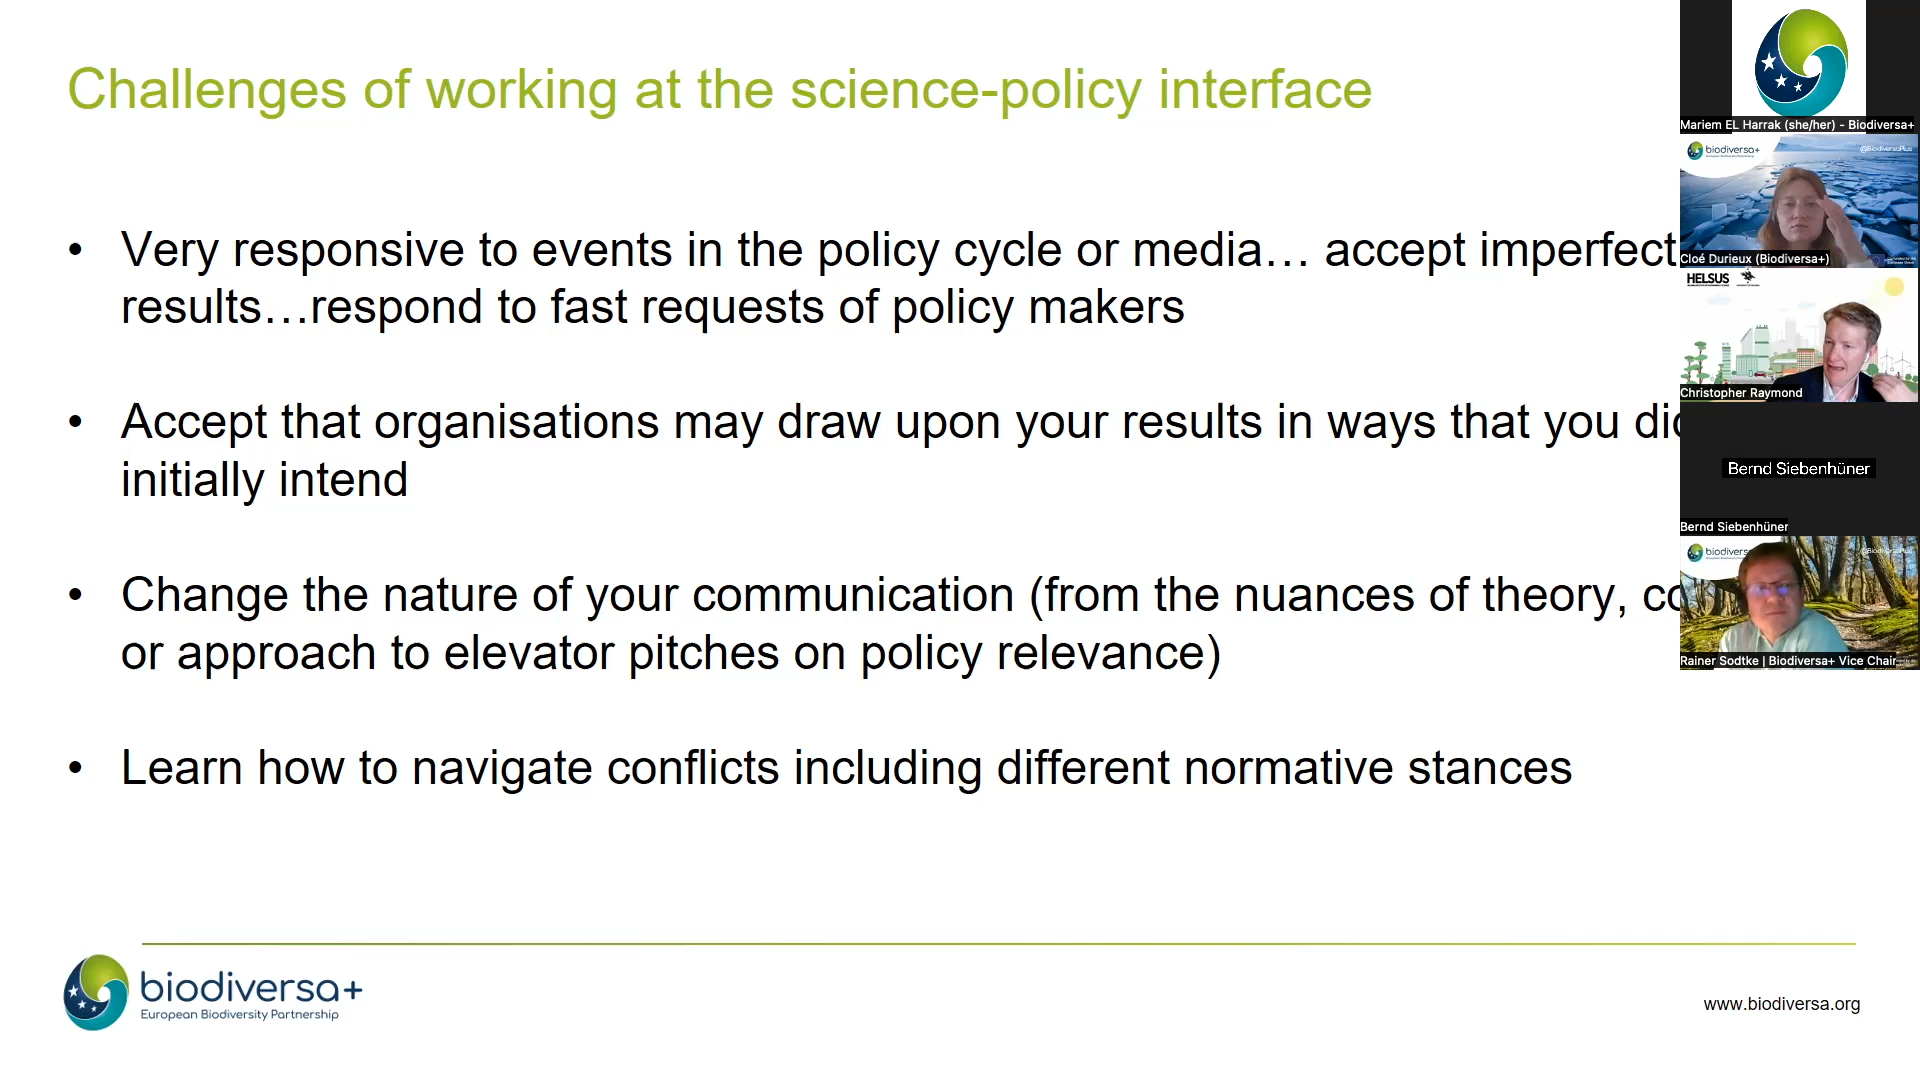 Challenges of working at the science-policy interface
• Very responsive to events in the policy cycle or media… accept imperfect
results…respond to fast requests of policy makers
• Accept that organisations may draw upon your results in ways that you
initially intend
• Change the nature of your communication (from the nuances of theory,
or approach to elevator pitches on policy relevance)
• Learn how to navigate conflicts including different normative stances
biodiversa+
European Biodiversity Partnership
www.biodiversa.org
Mariem EL Harrak (she/her) - Biodiversa+
biodiversa+
@BiodiversaPlus
Cloé Durieux (Biodiversa+)
HELSUS
Christopher Raymond
Bernd Siebenhüner
Bernd Siebenhüner
biodivers
@BiodiversaPlus
Rainer Sodtke | Biodiversa+ Vice Chair